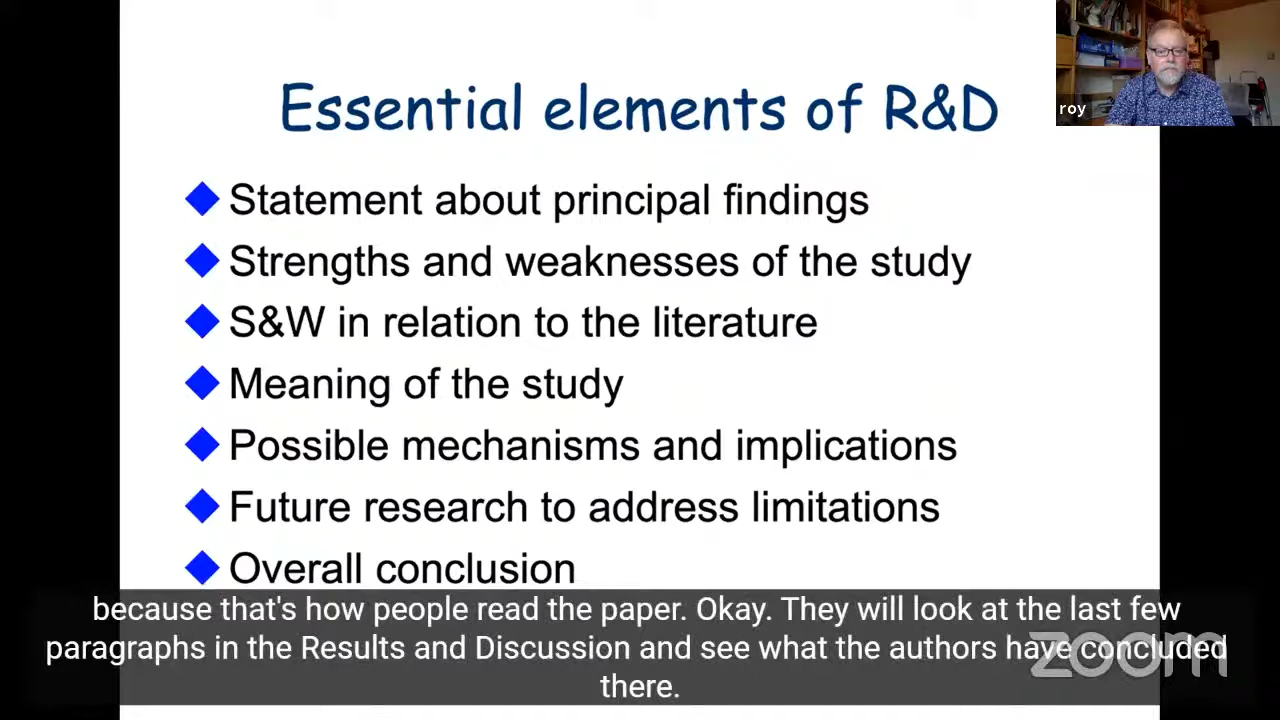 Essential elements of R&D
roy
Statement about principal findings
Strengths and weaknesses of the study
S&W in relation to the literature
Meaning of the study
Possible mechanisms and implications
Future research to address limitations
Overall conclusion
because that's how people read the paper. Okay. They will look at the last few
paragraphs in the Results and Discussion and see what the authors have concluded
there.
zoom